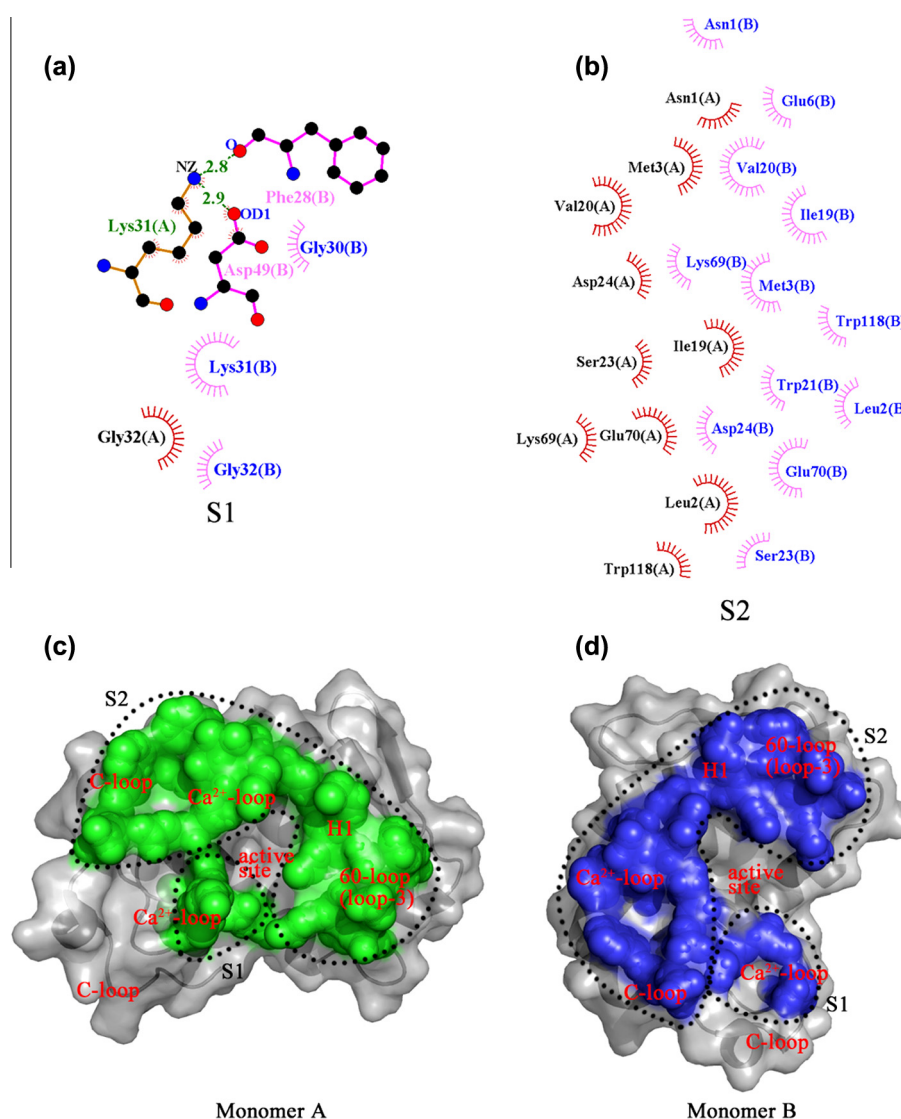 (a)
O
NZ
2.8
2.9
Phe28(B)
Lys31(A)
OD1
Gly30(B)
Asp49(B)
Lys31(B)
Gly32(A)
Gly32(B)
S1
(b)
Asn1(B)
Asn1(A)
Glu6(B)
Met3(A)
Val20(B)
Val20(A)
Ile19(B)
Lys69(B)
Asp24(A)
Met3(B)
Trp118(B)
Ile19(A)
Ser23(A)
Trp21(B)
Leu2(B)
Lys69(A)
Glu70(A)
Asp24(B)
Glu70(B)
Leu2(A)
Ser23(B)
Trp118(A)
S2
(c)
S2
C-loop
Ca²⁺-loop
H1
active
site
60-loop
(loop-3)
Ca²⁺-loop
S1
C-loop
Monomer A
(d)
60-loop
(loop-3)
S2
H1
Ca²⁺-loop
active
site
Ca²⁺-loop
C-loop
S1
C-loop
Monomer B